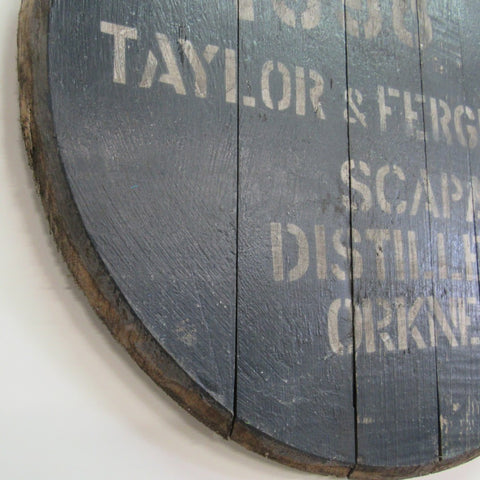 TAYLOR & FERG
SCAPA
DISTILLE
ORKNE